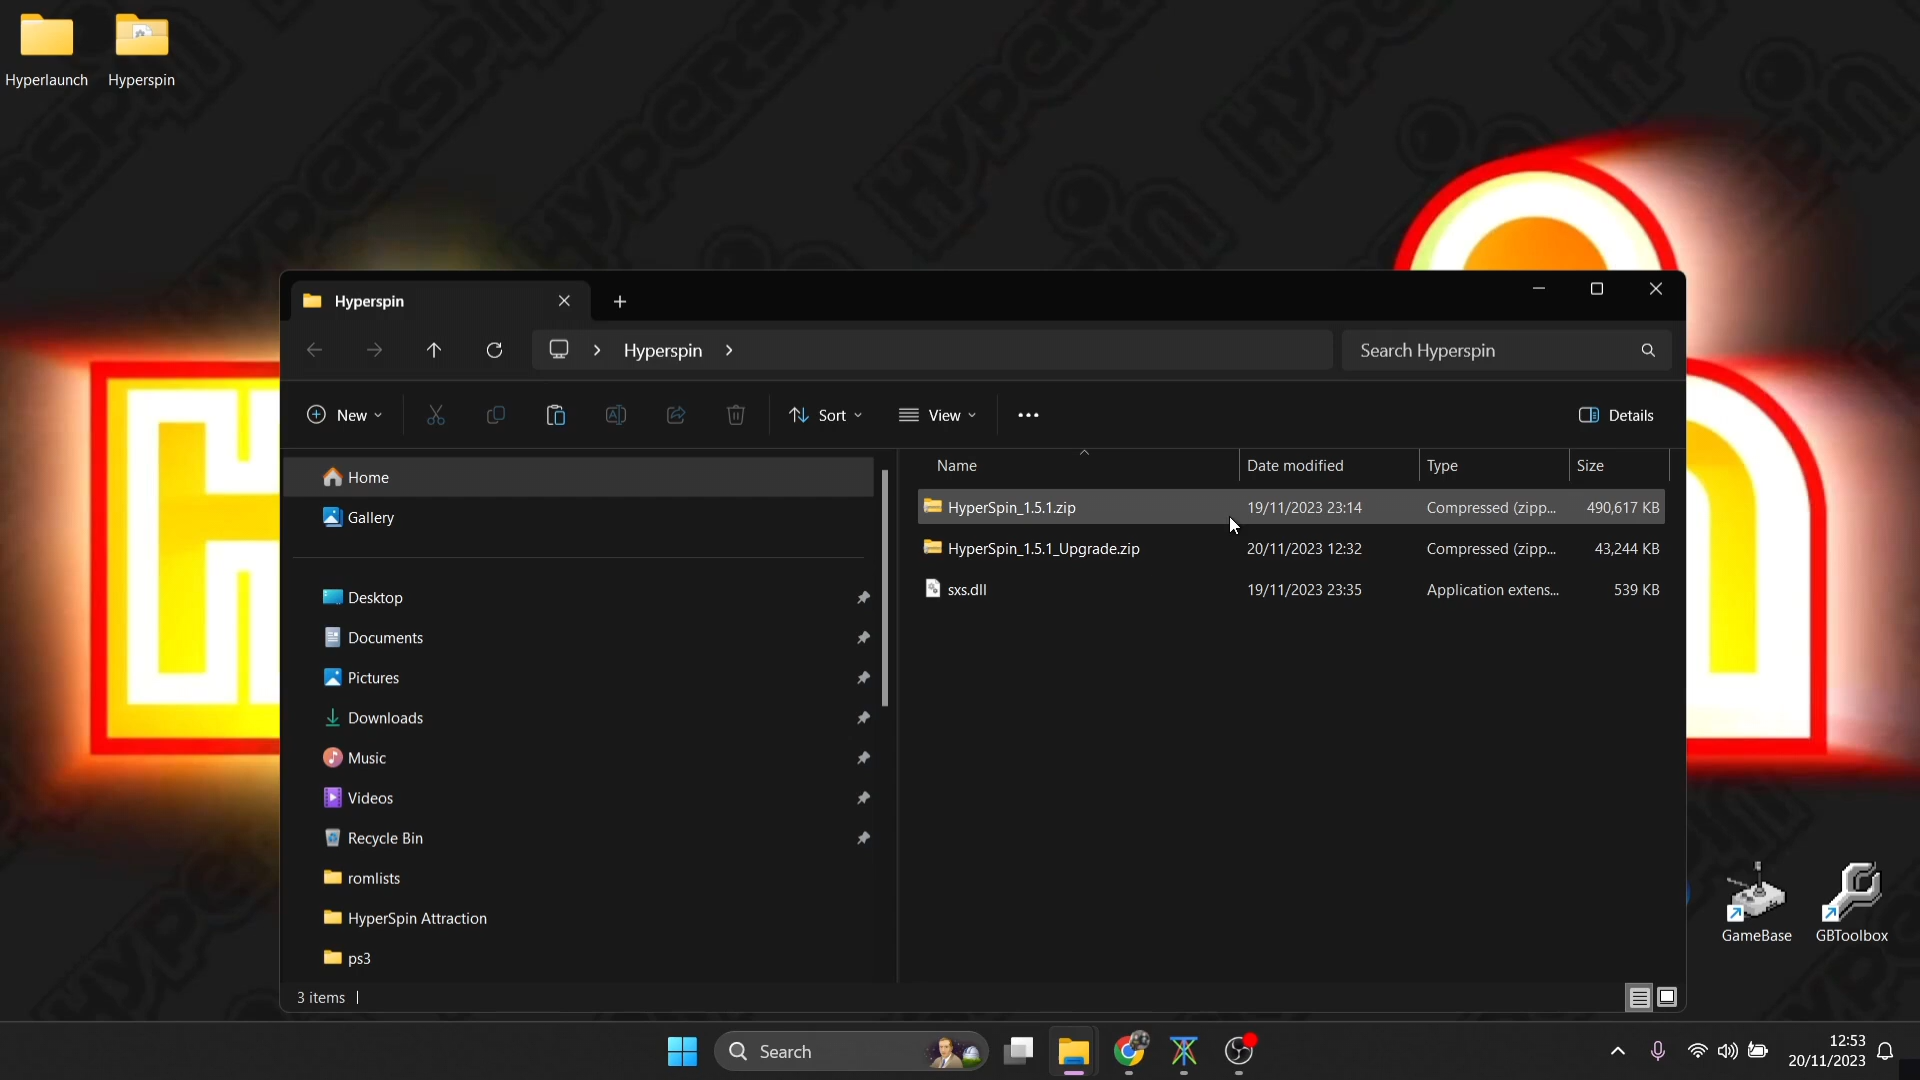 Hyperlaunch
Hyperspin
Hyperspin
Hyperspin
Search Hyperspin
New
Sort
View
Details
Name
Date modified
Type
Size
HyperSpin_1.5.1.zip
19/11/2023 23:14
Compressed (zipp...
490,617 KB
HyperSpin_1.5.1_Upgrade.zip
20/11/2023 12:32
Compressed (zipp...
43,244 KB
sxs.dll
19/11/2023 23:35
Application extens...
539 KB
Home
Gallery
Desktop
Documents
Pictures
Downloads
Music
Videos
Recycle Bin
romlists
HyperSpin Attraction
ps3
3 items
GameBase
GBToolbox
Search
12:53
20/11/2023